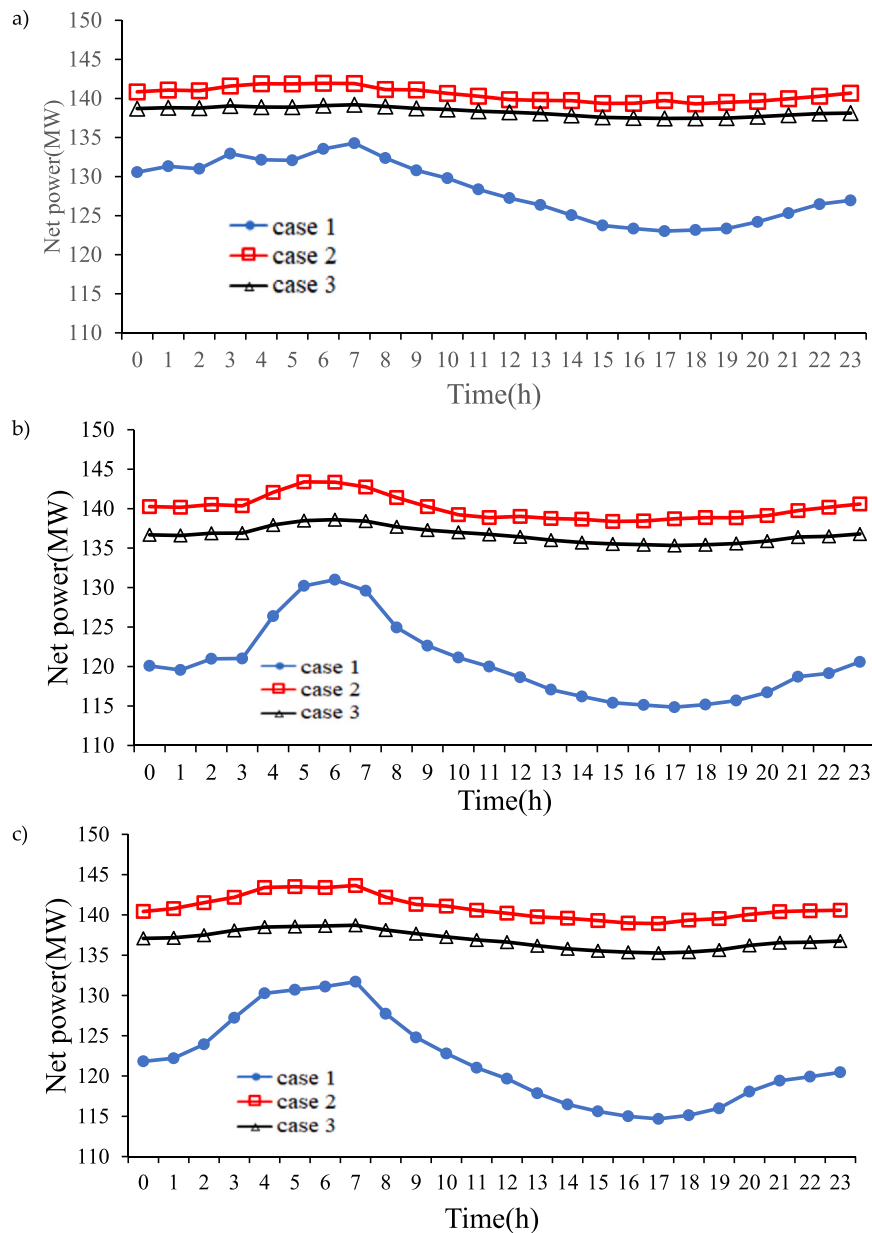 a)
Net power(MW)
150
145
140
135
130
125
120
115
110
case 1
case 2
case 3
0 1 2 3 4 5 6 7 8 9 10 11 12 13 14 15 16 17 18 19 20 21 22 23
Time(h)
b)
Net power(MW)
150
145
140
135
130
125
120
115
110
case 1
case 2
case 3
0 1 2 3 4 5 6 7 8 9 10 11 12 13 14 15 16 17 18 19 20 21 22 23
Time(h)
c)
Net power(MW)
150
145
140
135
130
125
120
115
110
case 1
case 2
case 3
0 1 2 3 4 5 6 7 8 9 10 11 12 13 14 15 16 17 18 19 20 21 22 23
Time(h)